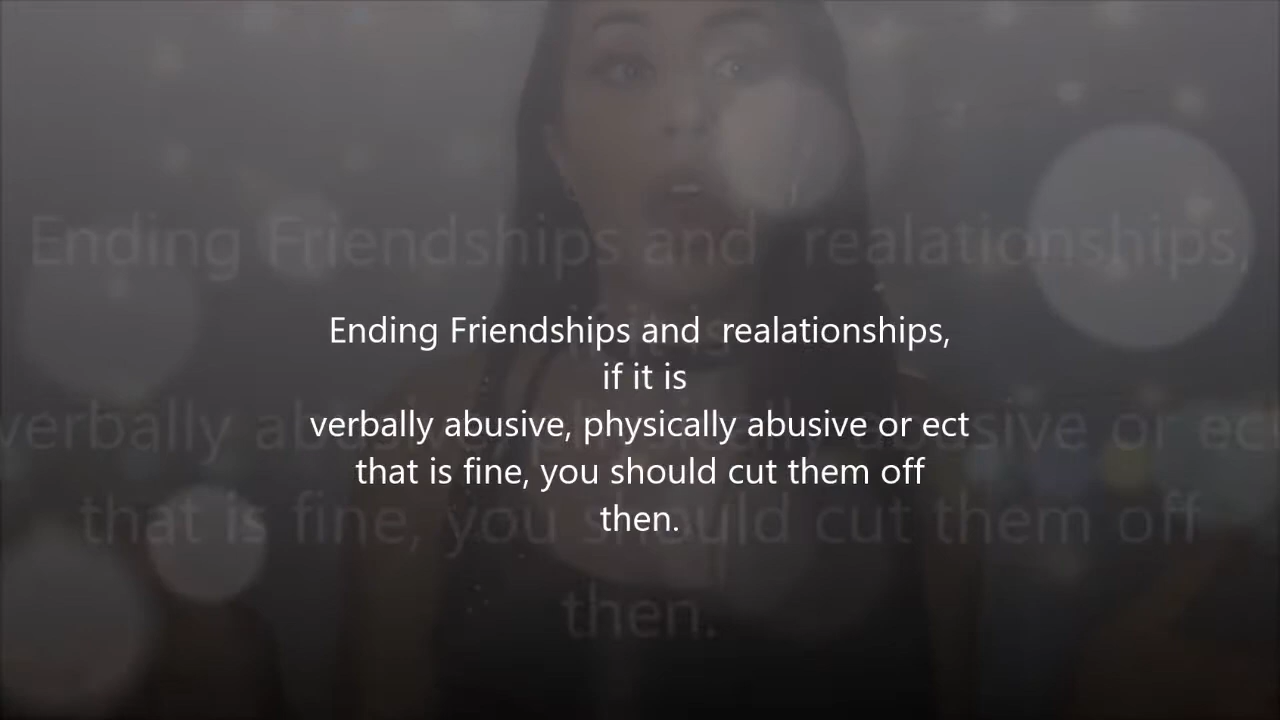 Ending Friendships and  realationships,
if it is
verbally abusive, physically abusive or ect
that is fine, you should cut them off
then.